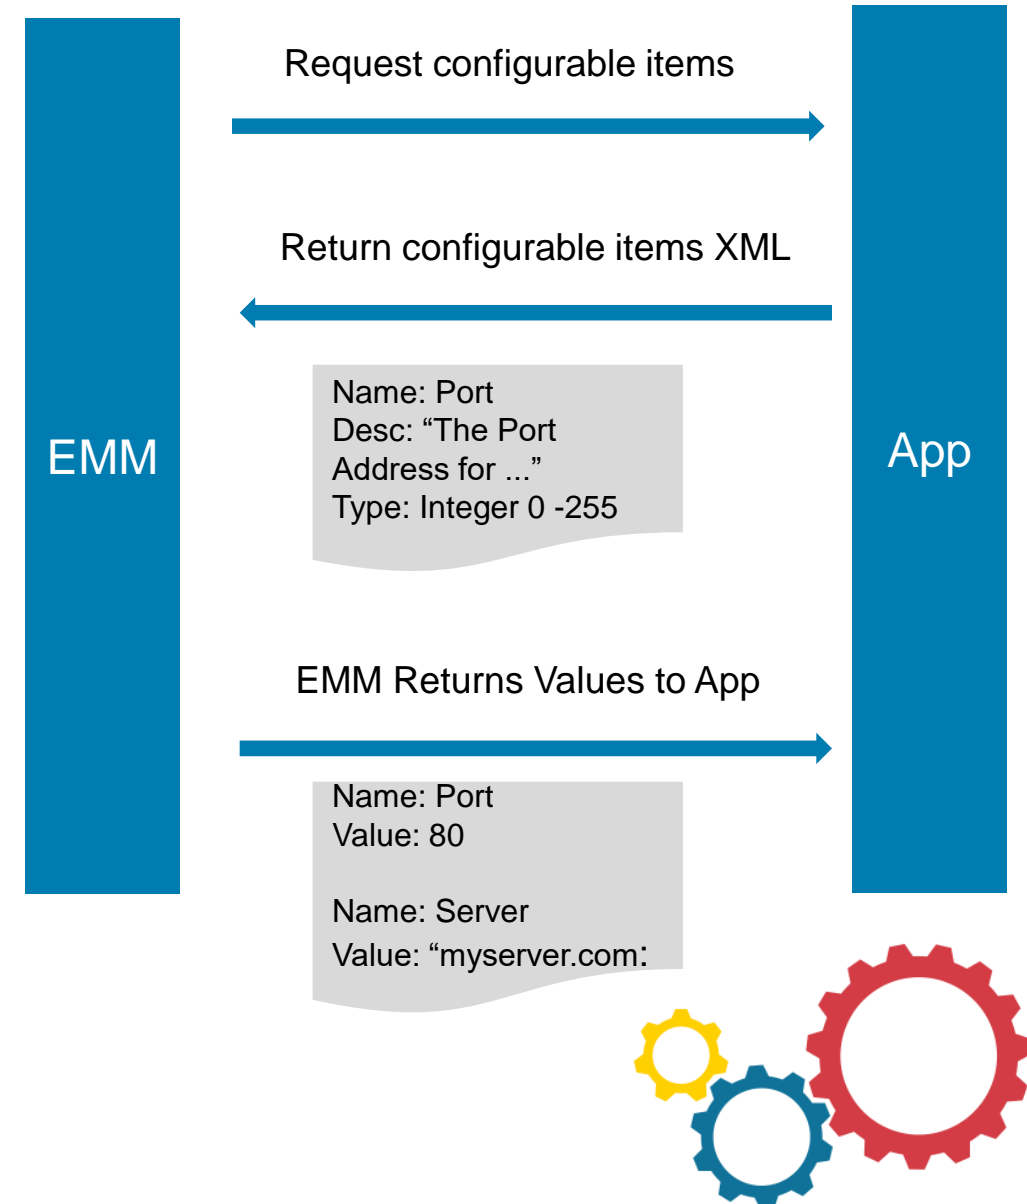 Request configurable items
Return configurable items XML
EMM
App
Name: Port
Desc: “The Port
Address for ...”
Type: Integer 0 -255
EMM Returns Values to App
Name: Port
Value: 80
Name: Server
Value: “myserver.com: